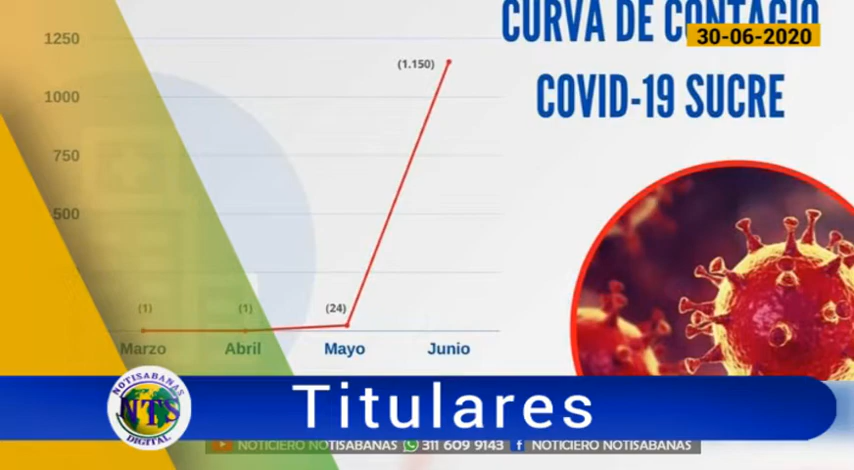 CURVA DE CONTAGIO
30-06-2020
COVID-19 SUCRE
1250
(1.150)
1000
750
500
(1)
(1)
(24)
Marzo
Abril
Mayo
Junio
NOTISABANAS
NTS
DIGITAL
Titulares
NOTICIERO NOTISABANAS 311 609 9143 NOTICIERO NOTISABANAS